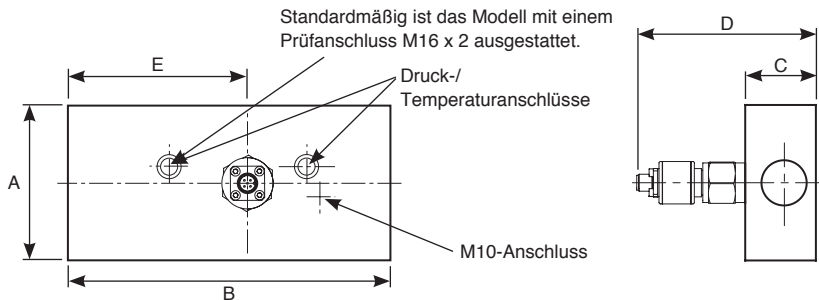 Standardmäßig ist das Modell mit einem
Prüfanschluss M16 x 2 ausgestattet.
D
E
C
Druck-/
Temperaturanschlüsse
A
M10-Anschluss
B